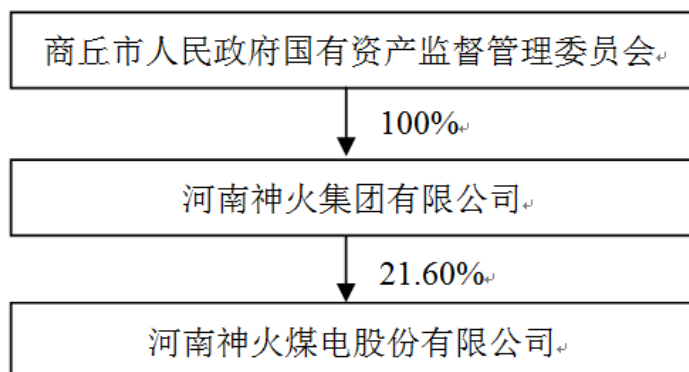 商丘市人民政府国有资产监督管理委员会
100%
河南神火集团有限公司
21.60%
河南神火煤电股份有限公司